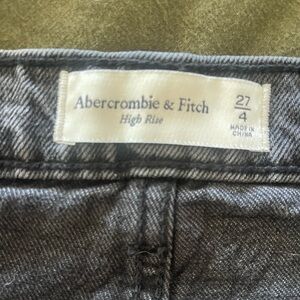 Abercrombie & Fitch
High Rise
27
4
MADE IN
CHINA